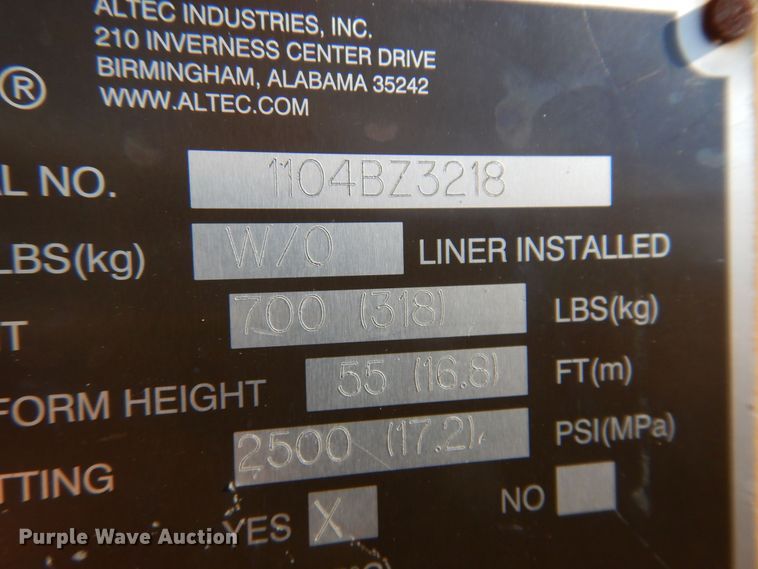 ALTEC INDUSTRIES, INC.
210 INVERNESS CENTER DRIVE
BIRMINGHAM, ALABAMA 35242
® WWW.ALTEC.COM
L NO. 1104BZ3218
LBS(kg) W/O LINER INSTALLED
T 700 (318) LBS(kg)
FORM HEIGHT 55 (16.8) FT(m)
TTING 2500 (17.2) PSI(MPa)
YES X NO
Purple Wave Auction